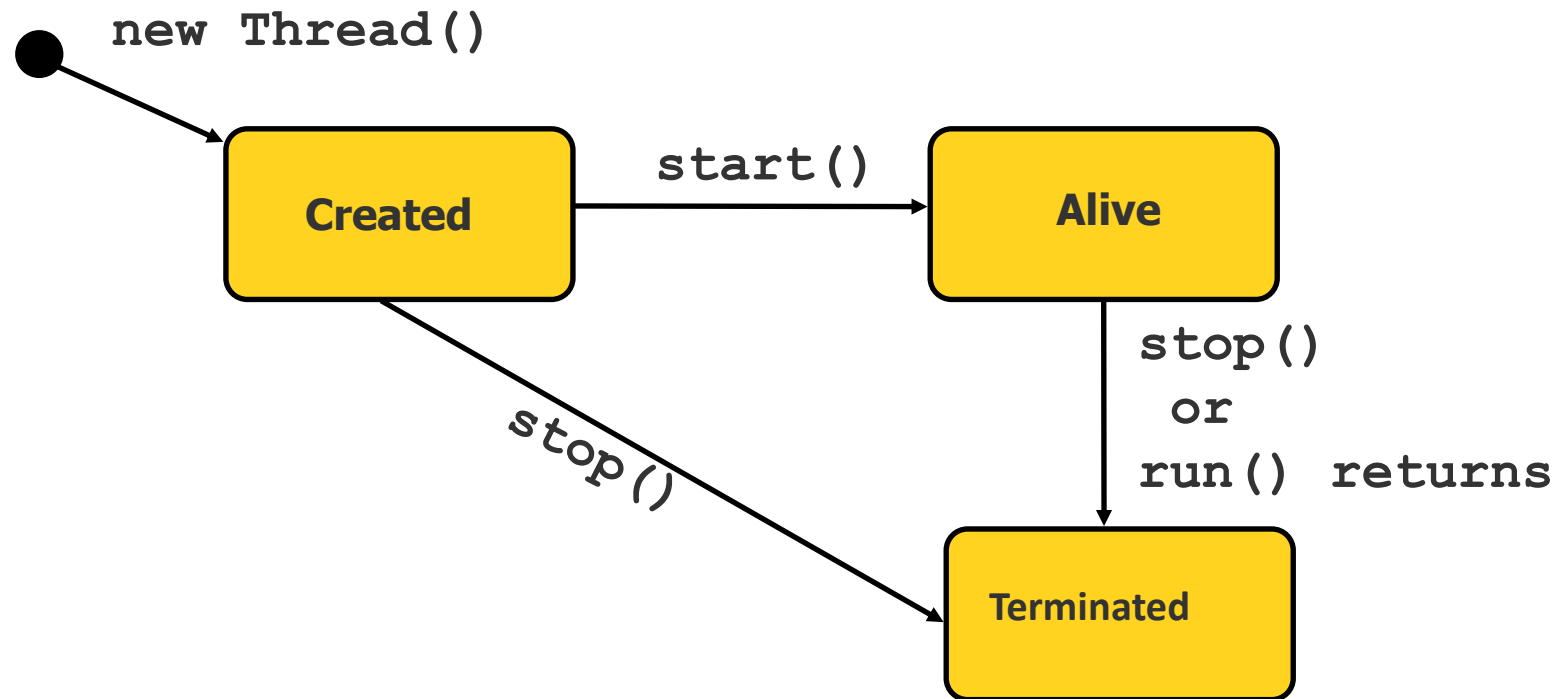 new Thread()
start()
Created
Alive
stop()
or
run() returns
stop()
Terminated